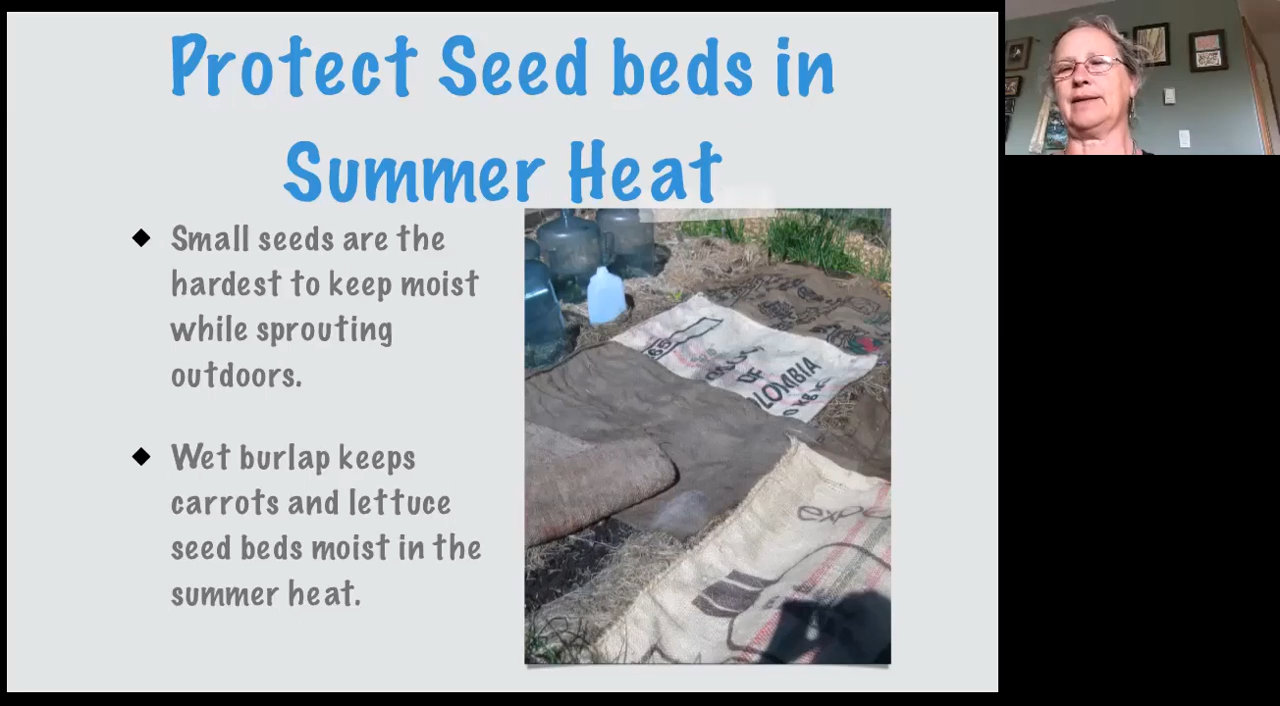 Protect Seed beds in
Summer Heat
Small seeds are the
hardest to keep moist
while sprouting
outdoors.
Wet burlap keeps
carrots and lettuce
seed beds moist in the
summer heat.
OF